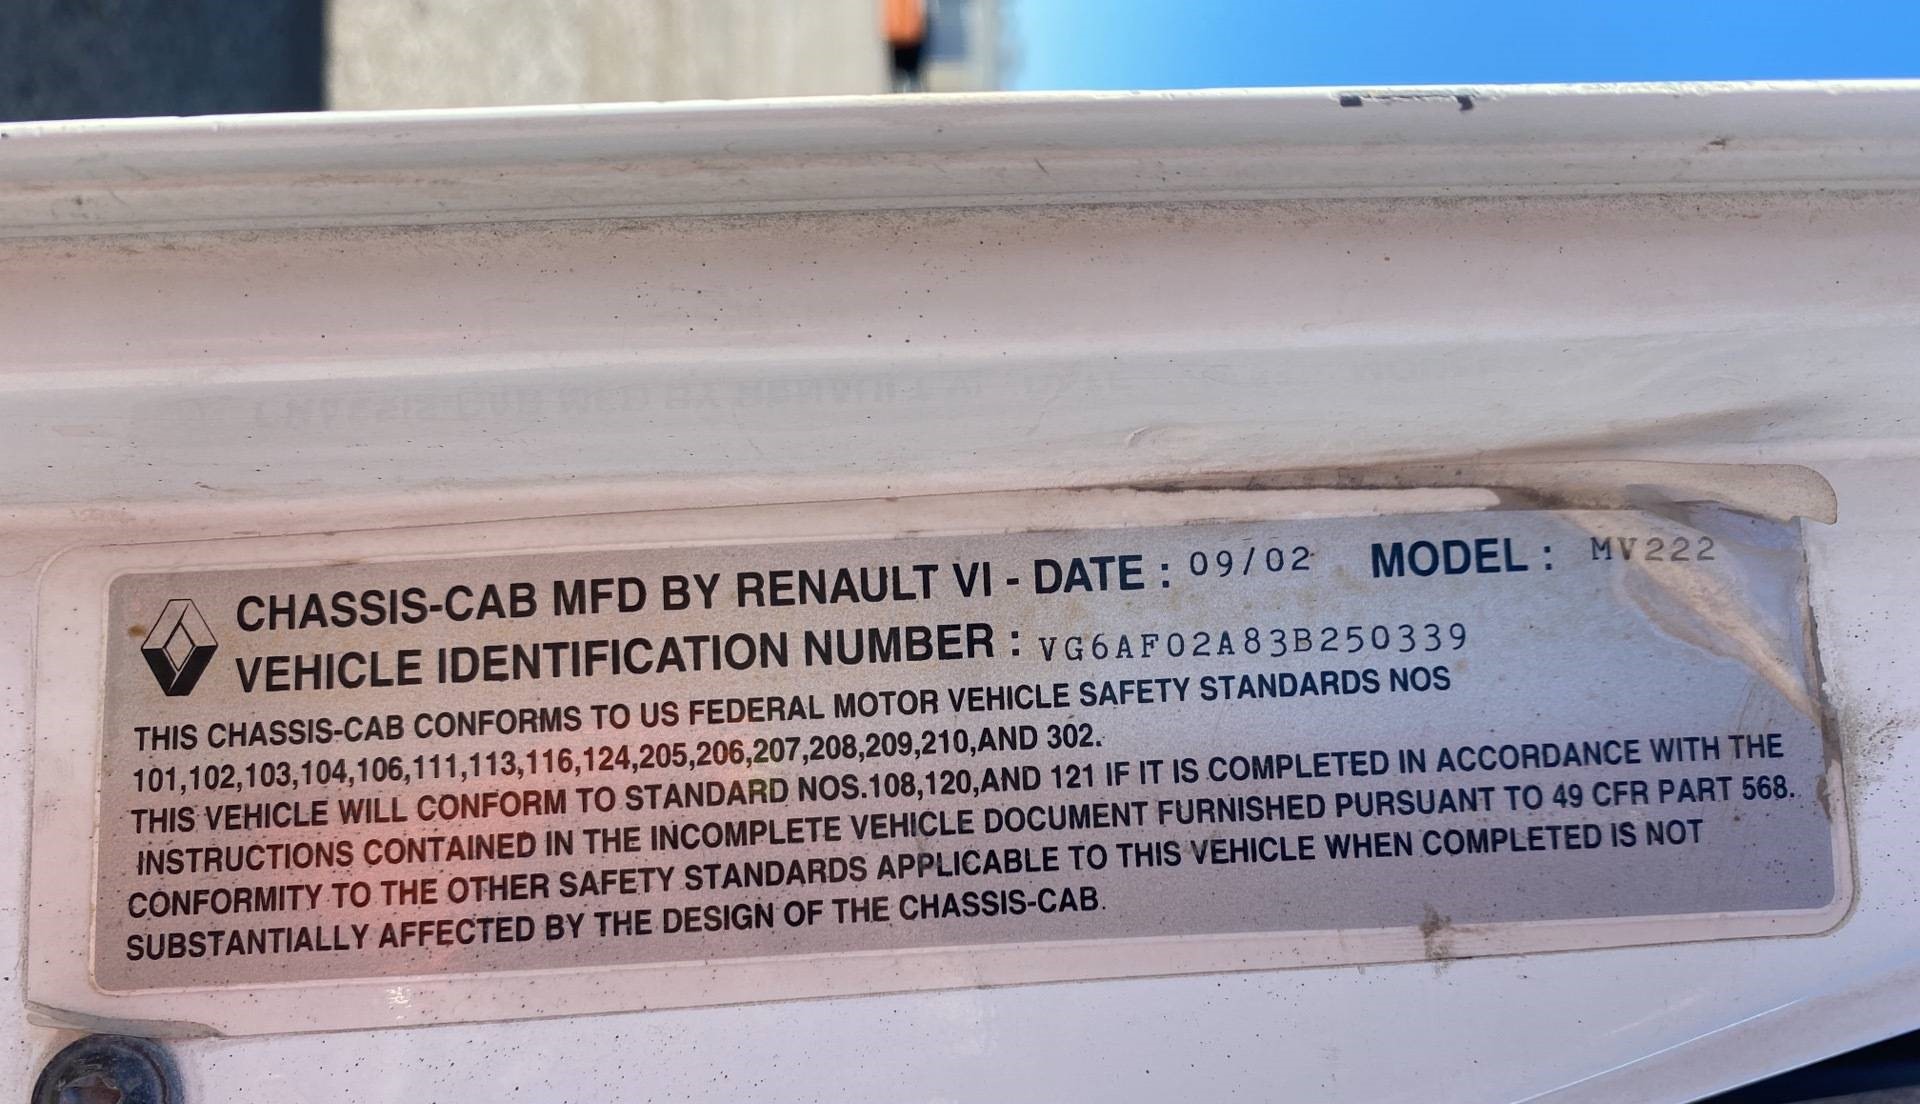 CHASSIS-CAB MFD BY RENAULT VI - DATE : 09/02 MODEL : MV222
VEHICLE IDENTIFICATION NUMBER : VG6AF02A83B250339
THIS CHASSIS-CAB CONFORMS TO US FEDERAL MOTOR VEHICLE SAFETY STANDARDS NOS
101,102,103,104,106,111,113,116,124,205,206,207,208,209,210,AND 302.
THIS VEHICLE WILL CONFORM TO STANDARD NOS.108,120,AND 121 IF IT IS COMPLETED IN ACCORDANCE WITH THE
INSTRUCTIONS CONTAINED IN THE INCOMPLETE VEHICLE DOCUMENT FURNISHED PURSUANT TO 49 CFR PART 568.
CONFORMITY TO THE OTHER SAFETY STANDARDS APPLICABLE TO THIS VEHICLE WHEN COMPLETED IS NOT
SUBSTANTIALLY AFFECTED BY THE DESIGN OF THE CHASSIS-CAB.